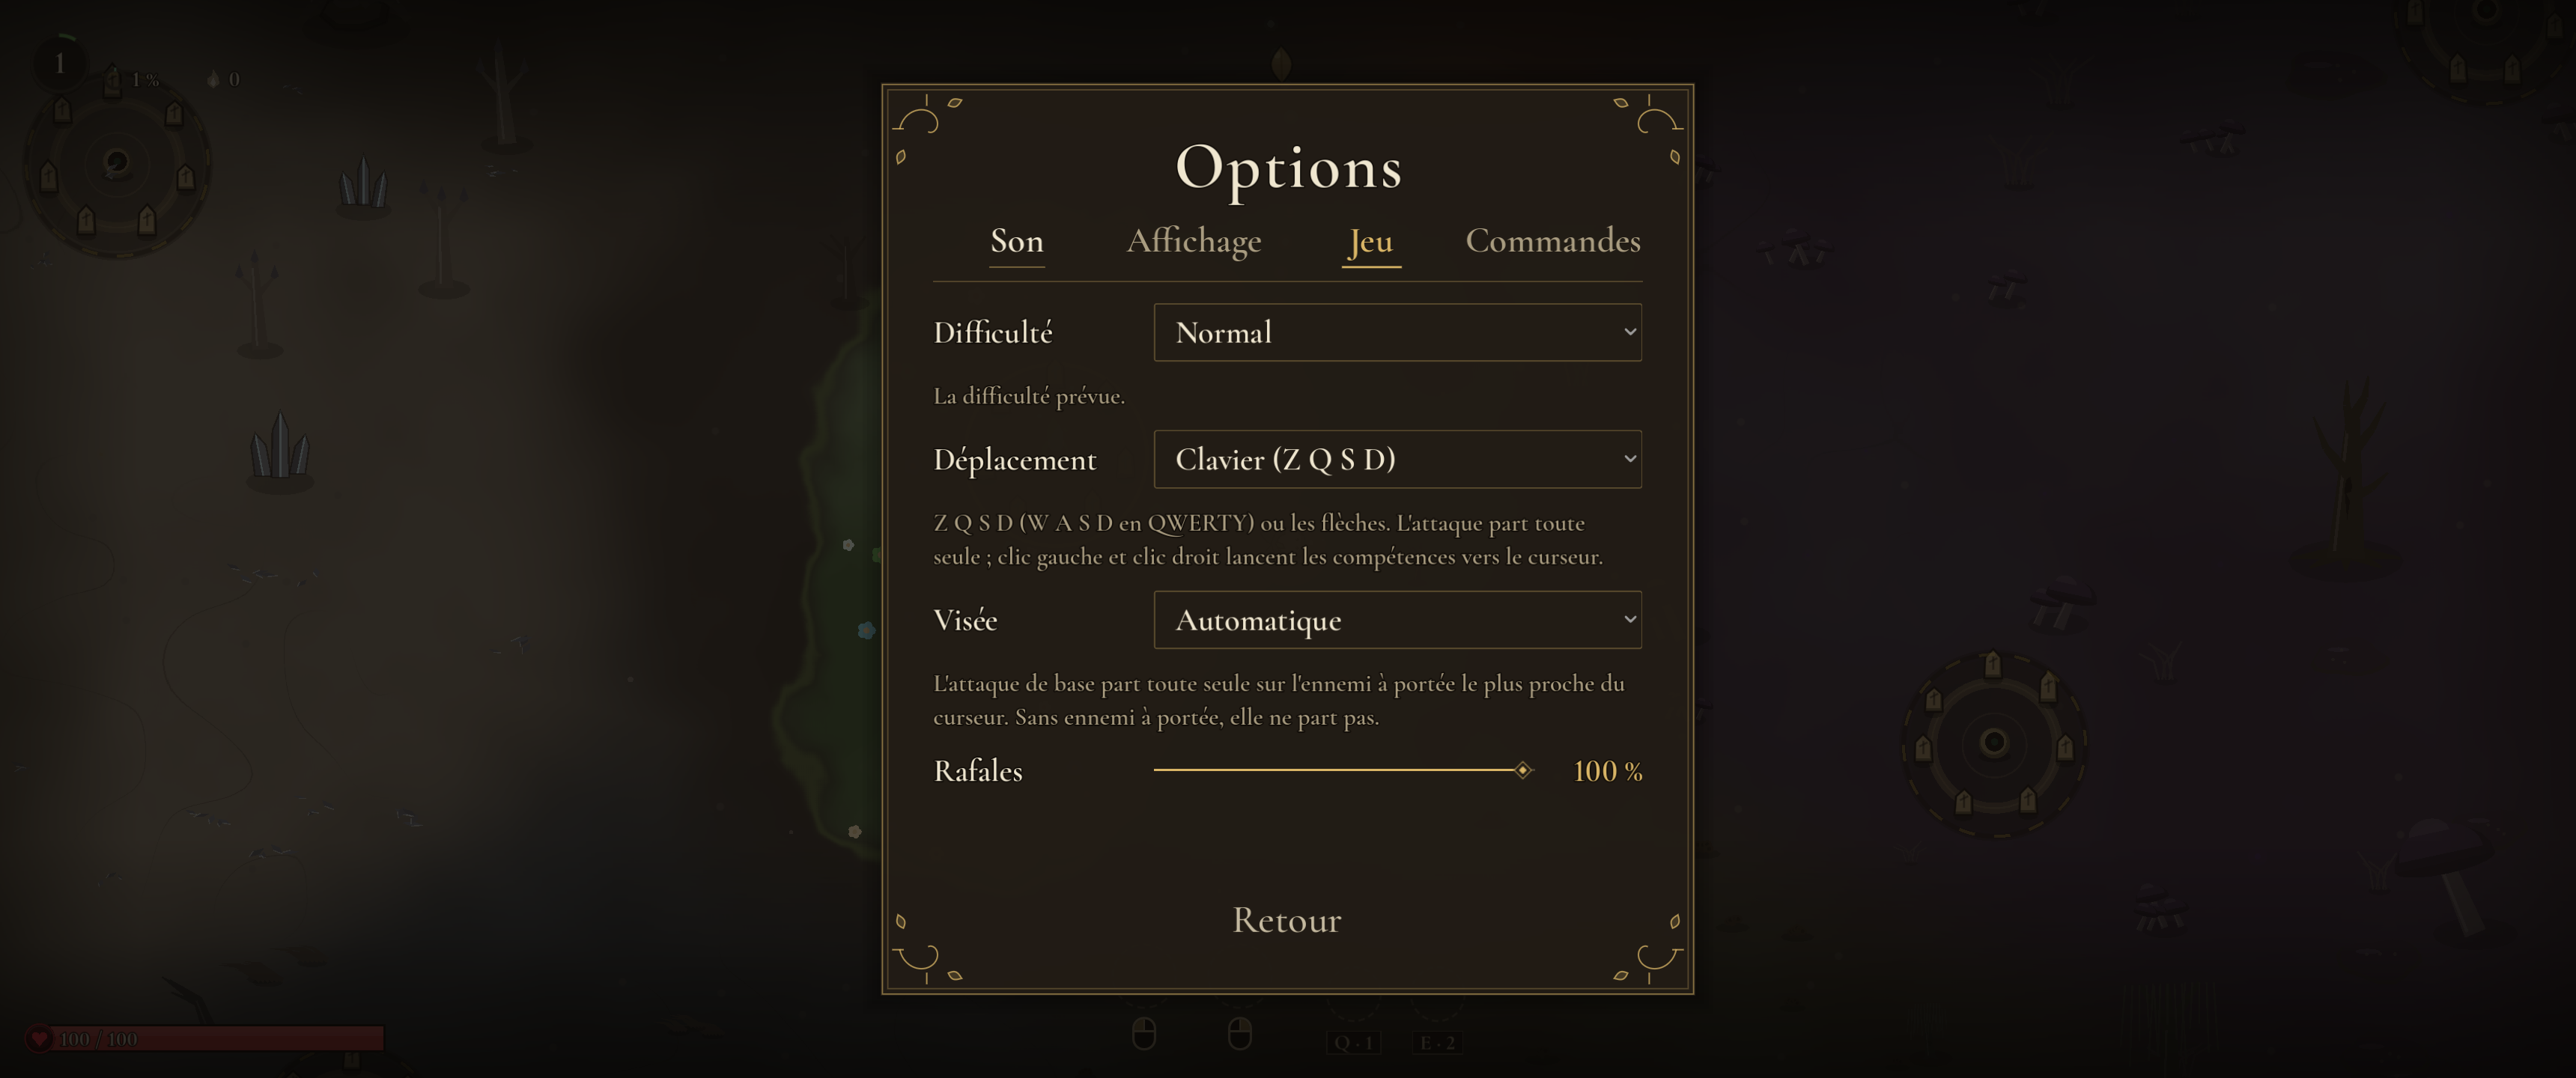 1
1 %
0
Options
Son
Affichage
Jeu
Commandes
Difficulté
Normal
La difficulté prévue.
Déplacement
Clavier (Z Q S D)
Z Q S D (W A S D en QWERTY) ou les flèches. L'attaque part toute
seule ; clic gauche et clic droit lancent les compétences vers le curseur.
Visée
Automatique
L'attaque de base part toute seule sur l'ennemi à portée le plus proche du
curseur. Sans ennemi à portée, elle ne part pas.
Rafales
100 %
Retour
100 / 100
Q · 1
E · 2